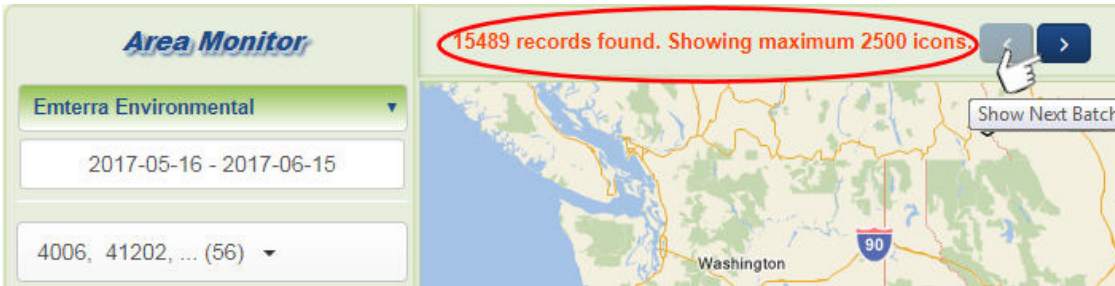 Area Monitor
15489 records found. Showing maximum 2500 icons.
Emterra Environmental
Show Next Batch
2017-05-16 - 2017-06-15
4006, 41202, ... (56)
90
Washington